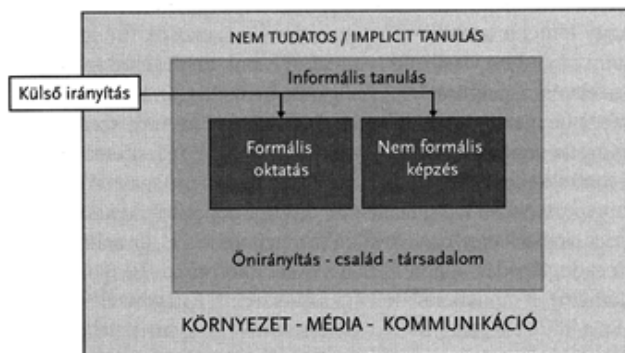 NEM TUDATOS / IMPLICIT TANULÁS
Informális tanulás
Külső irányítás
Formális
oktatás
Nem formális
képzés
Önirányítás - család - társadalom
KÖRNYEZET - MÉDIA - KOMMUNIKÁCIÓ